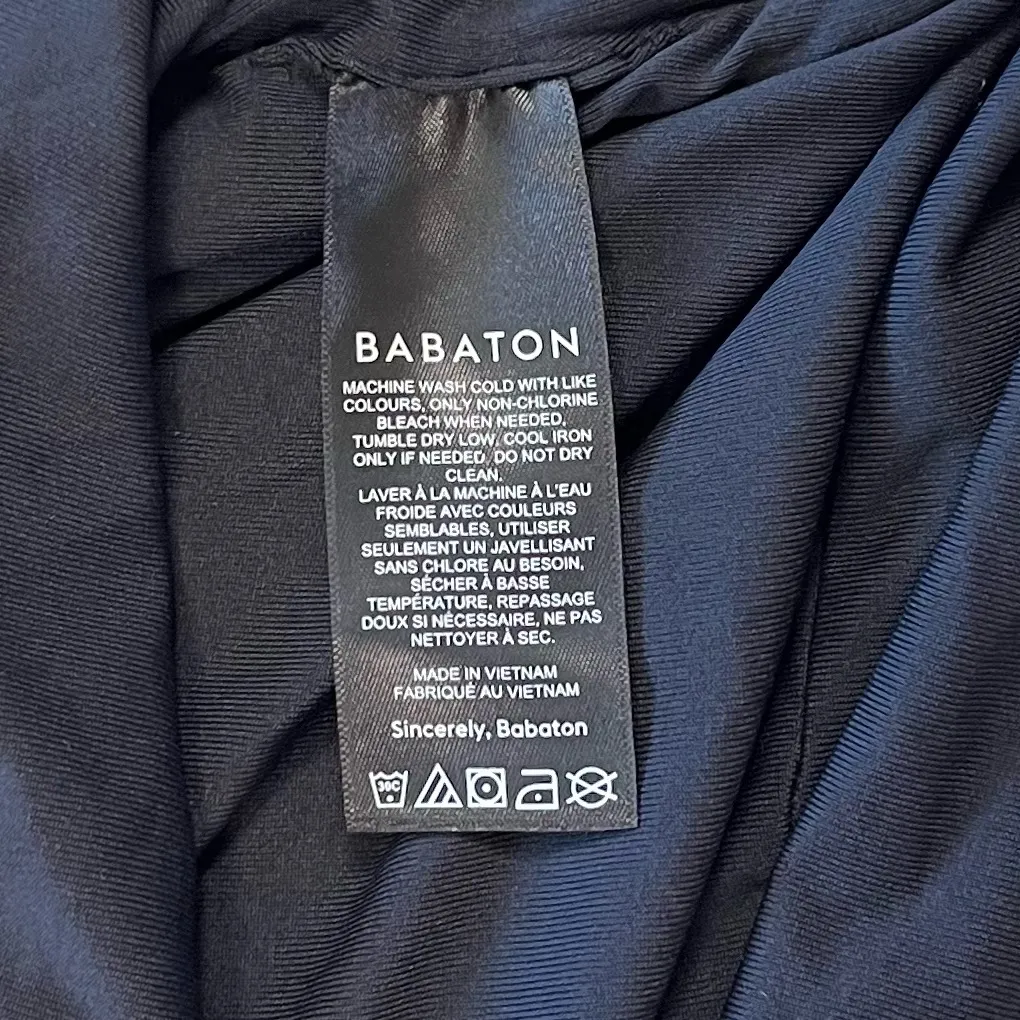 BABATON
MACHINE WASH COLD WITH LIKE
COLOURS, ONLY NON-CHLORINE
BLEACH WHEN NEEDED,
TUMBLE DRY LOW, COOL IRON
ONLY IF NEEDED, DO NOT DRY
CLEAN.
LAVER À LA MACHINE À L'EAU
FROIDE AVEC COULEURS
SEMBLABLES, UTILISER
SEULEMENT UN JAVELLISANT
SANS CHLORE AU BESOIN,
SÉCHER À BASSE
TEMPÉRATURE, REPASSAGE
DOUX SI NÉCESSAIRE, NE PAS
NETTOYER À SEC.
MADE IN VIETNAM
FABRIQUÉ AU VIETNAM
Sincerely, Babaton
30C